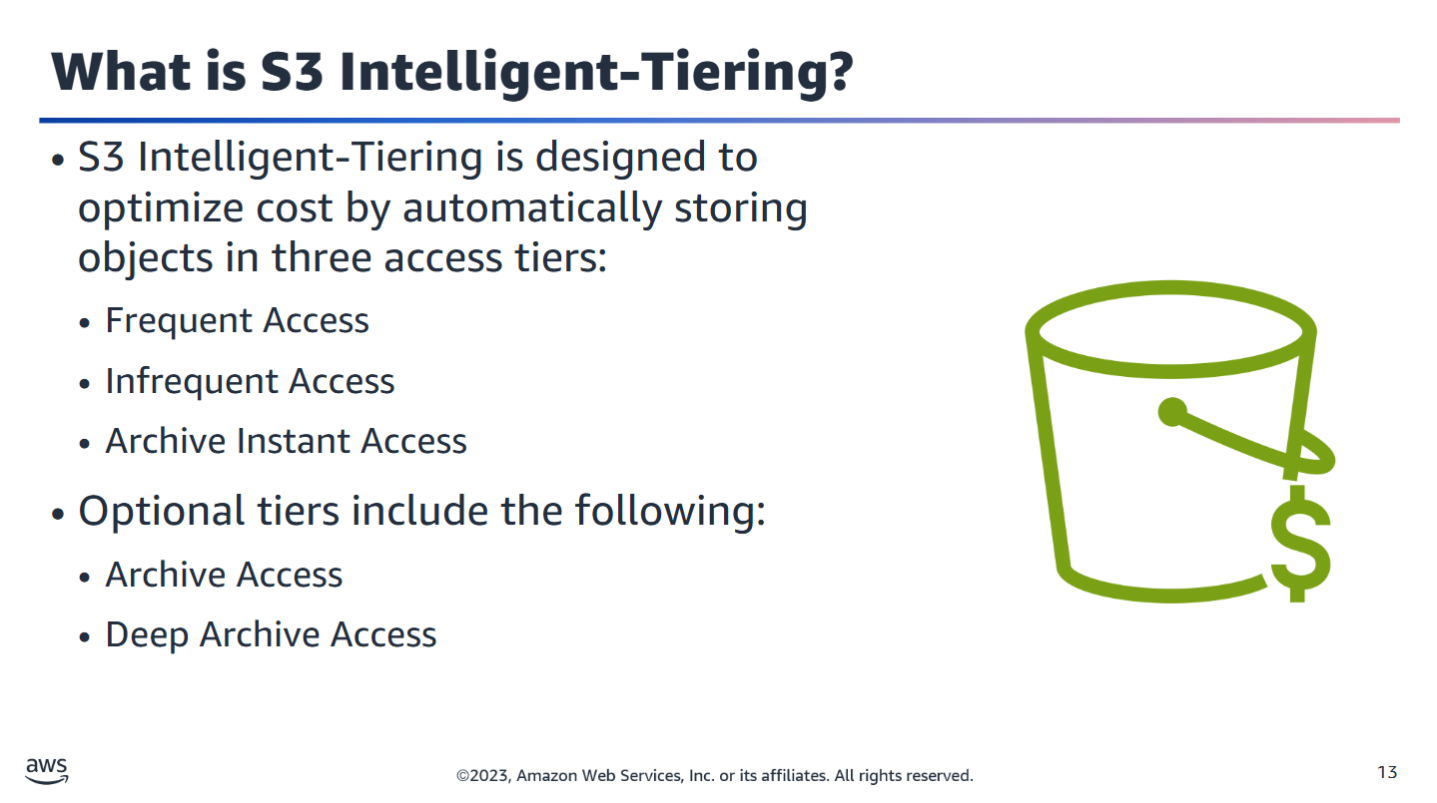 What is S3 Intelligent-Tiering?
• S3 Intelligent-Tiering is designed to
optimize cost by automatically storing
objects in three access tiers:
• Frequent Access
• Infrequent Access
• Archive Instant Access
• Optional tiers include the following:
• Archive Access
• Deep Archive Access
$
aws
©2023, Amazon Web Services, Inc. or its affiliates. All rights reserved.
13